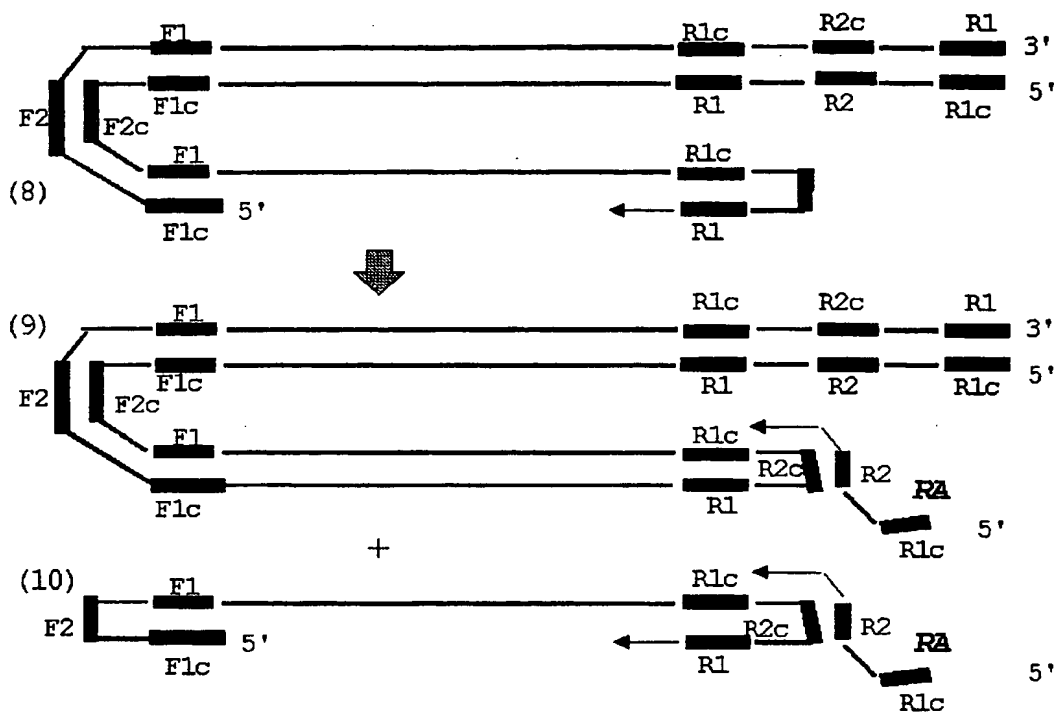 F1 R1c R2c R1
3'
F2 F2c F1c R1 R2 R1c 5'
F1 R1c
(8)
5'
F1c R1
(9) F1 R1c R2c R1
3'
F2 F2c F1c R1 R2 R1c 5'
F1 R1c
R2c R2
RA
F1c R1 R1c 5'
+
(10) F1 R1c
F2 5' R2c R2
RA
F1c R1 R1c 5'